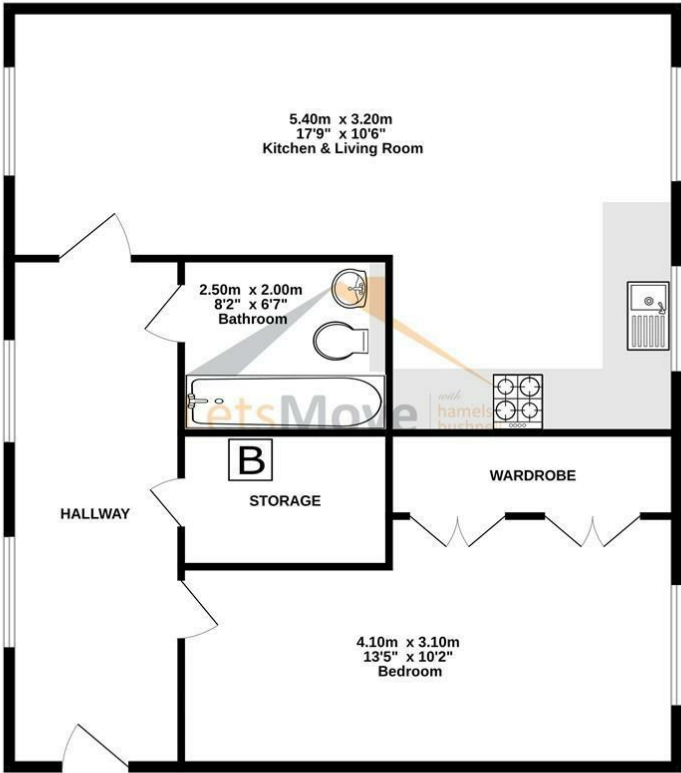 5.40m x 3.20m
17'9" x 10'6"
Kitchen & Living Room
2.50m x 2.00m
8'2" x 6'7"
Bathroom
LetsMove
with
hamels
B
STORAGE
WARDROBE
HALLWAY
4.10m x 3.10m
13'5" x 10'2"
Bedroom